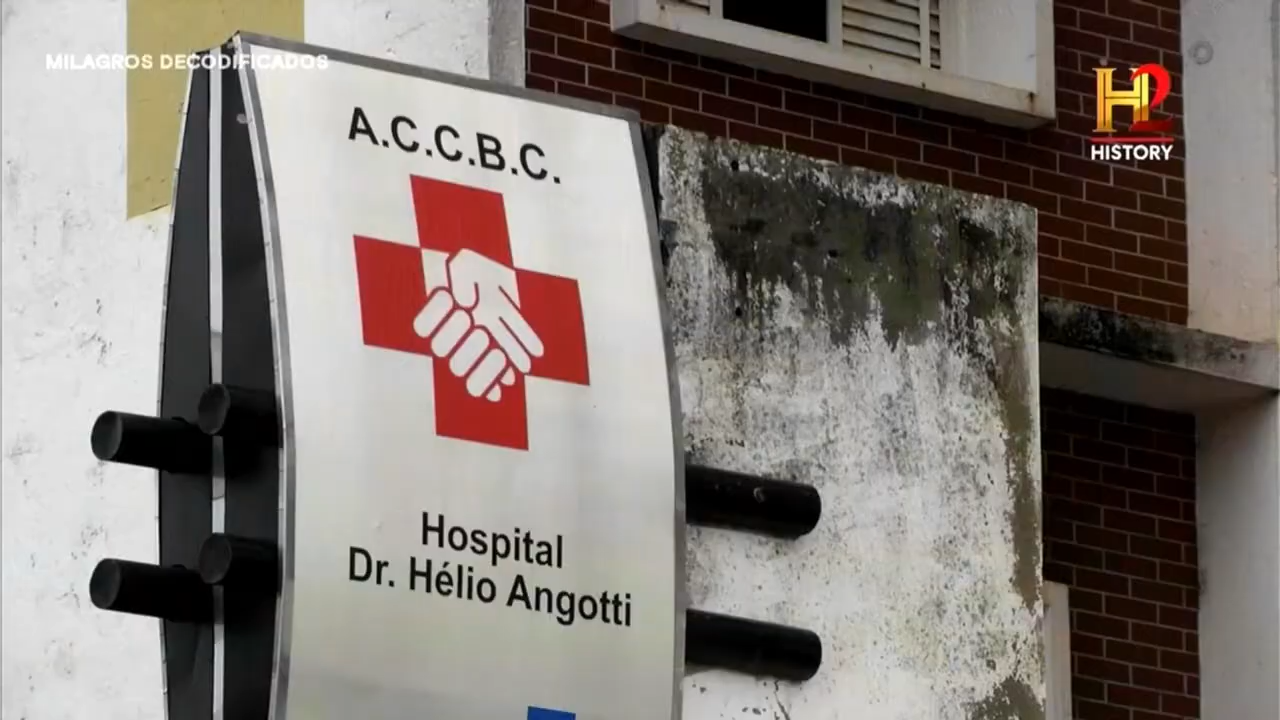 MILAGROS DECODIFICADOS
H2
HISTORY
A.C.C.B.C.
Hospital
Dr. Hélio Angotti